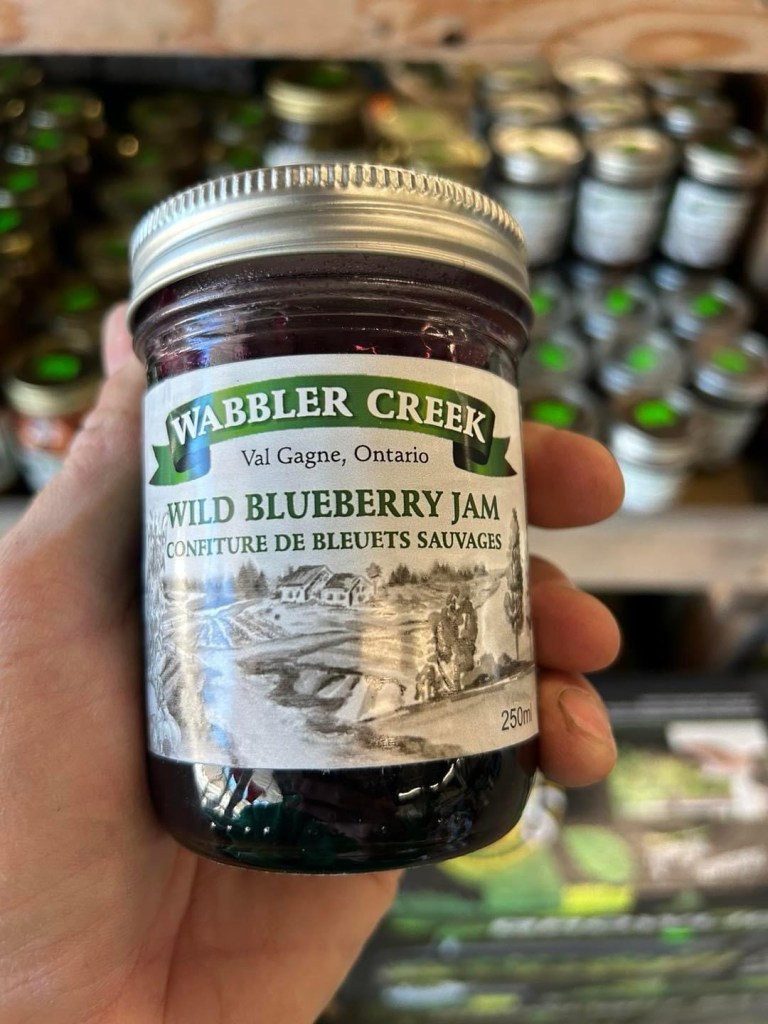 WABBLER CREEK
Val Gagne, Ontario
WILD BLUEBERRY JAM
CONFITURE DE BLEUETS SAUVAGES
250ml